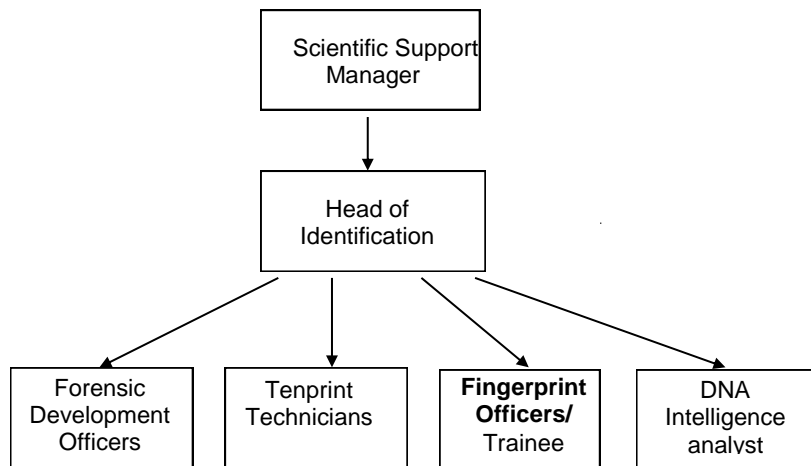 Scientific Support
Manager
Head of
Identification
Forensic
Development
Officers
Tenprint
Technicians
Fingerprint
Officers/
Trainee
DNA
Intelligence
analyst